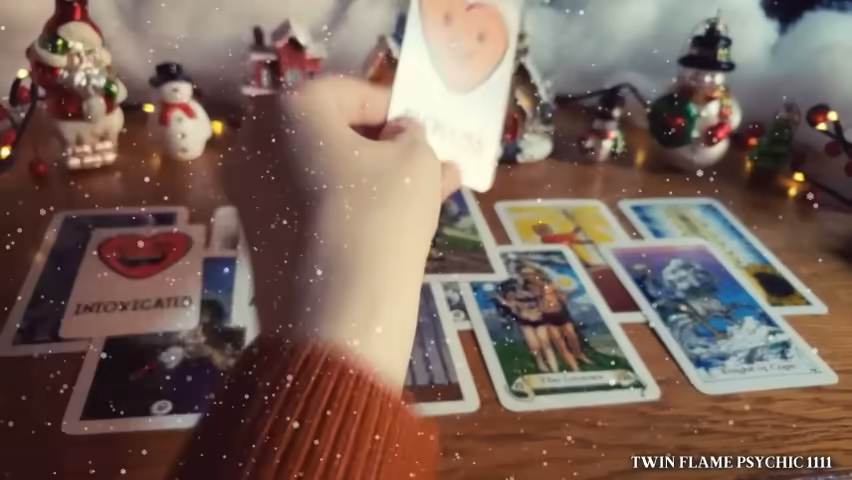 INTOXICATED
The Lovers
Knight of Cups
TWIN FLAME PSYCHIC 1111